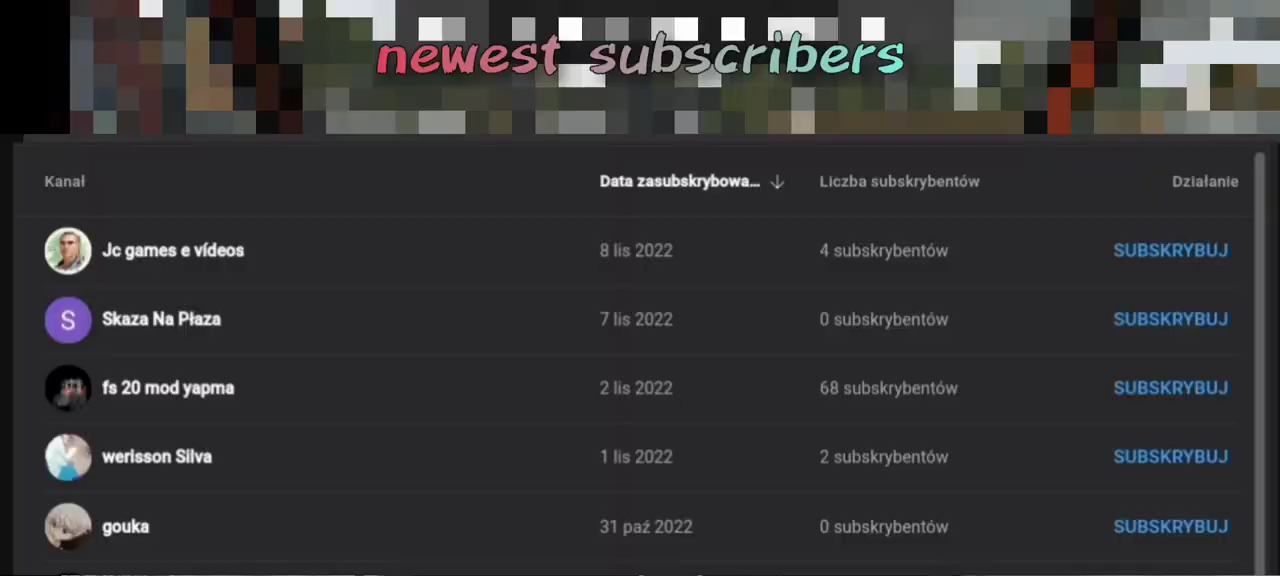 newest subscribers
Kanał Data zasubskrybowa... ↓ Liczba subskrybentów Działanie
Jc games e vídeos 8 lis 2022 4 subskrybentów SUBSKRYBUJ
S Skaza Na Płaza 7 lis 2022 0 subskrybentów SUBSKRYBUJ
fs 20 mod yapma 2 lis 2022 68 subskrybentów SUBSKRYBUJ
werisson Silva 1 lis 2022 2 subskrybentów SUBSKRYBUJ
gouka 31 paź 2022 0 subskrybentów SUBSKRYBUJ